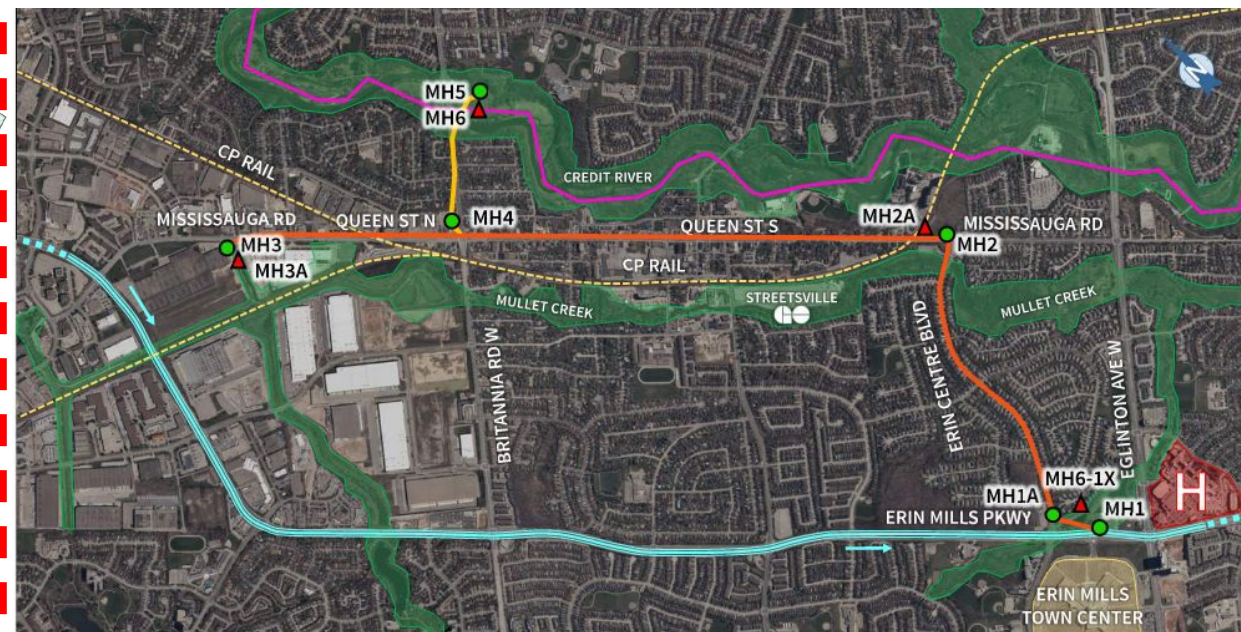 MH5
MH6
CREDIT RIVER
CP RAIL
MISSISSAUGA RD
QUEEN ST N
MH4
QUEEN ST S
MH2A
MISSISSAUGA RD
MH2
MH3
MH3A
CP RAIL
MULLET CREEK
STREETSVILLE
GO
MULLET CREEK
BRITANNIA RD W
ERIN CENTRE BLVD
EGLINTON AVE W
MH6-1X
MH1A
MH1
H
ERIN MILLS PKWY
ERIN MILLS
TOWN CENTER
N